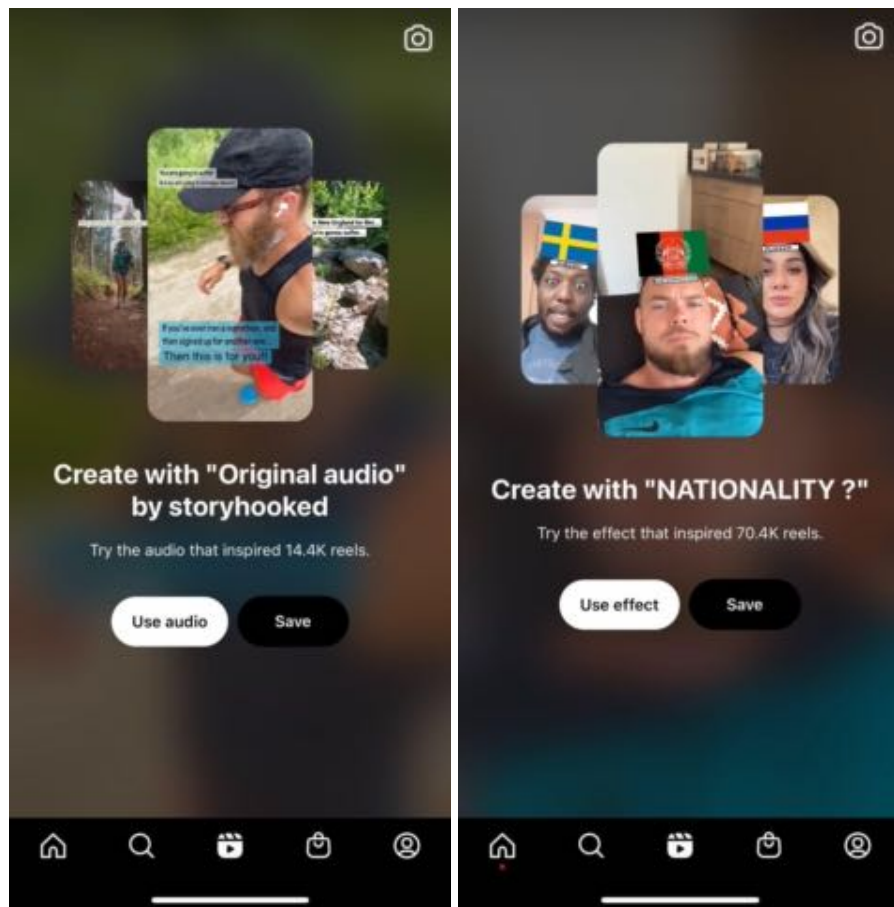 If you've ever run a marathon, and
then signed up for another one...
Then this is for you!!
Create with "Original audio"
by storyhooked
Try the audio that inspired 14.4K reels.
Use audio
Save
Create with "NATIONALITY ?"
Try the effect that inspired 70.4K reels.
Use effect
Save